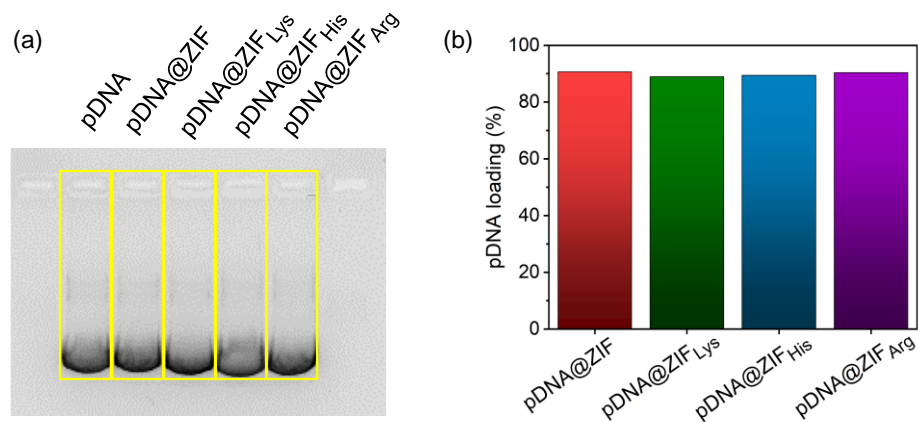 (a)
pDNA
pDNA@ZIF
pDNA@ZIF Lys
pDNA@ZIF His
pDNA@ZIF Arg
(b)
pDNA loading (%)
100
80
60
40
20
0
pDNA@ZIF
pDNA@ZIF Lys
pDNA@ZIF His
pDNA@ZIF Arg